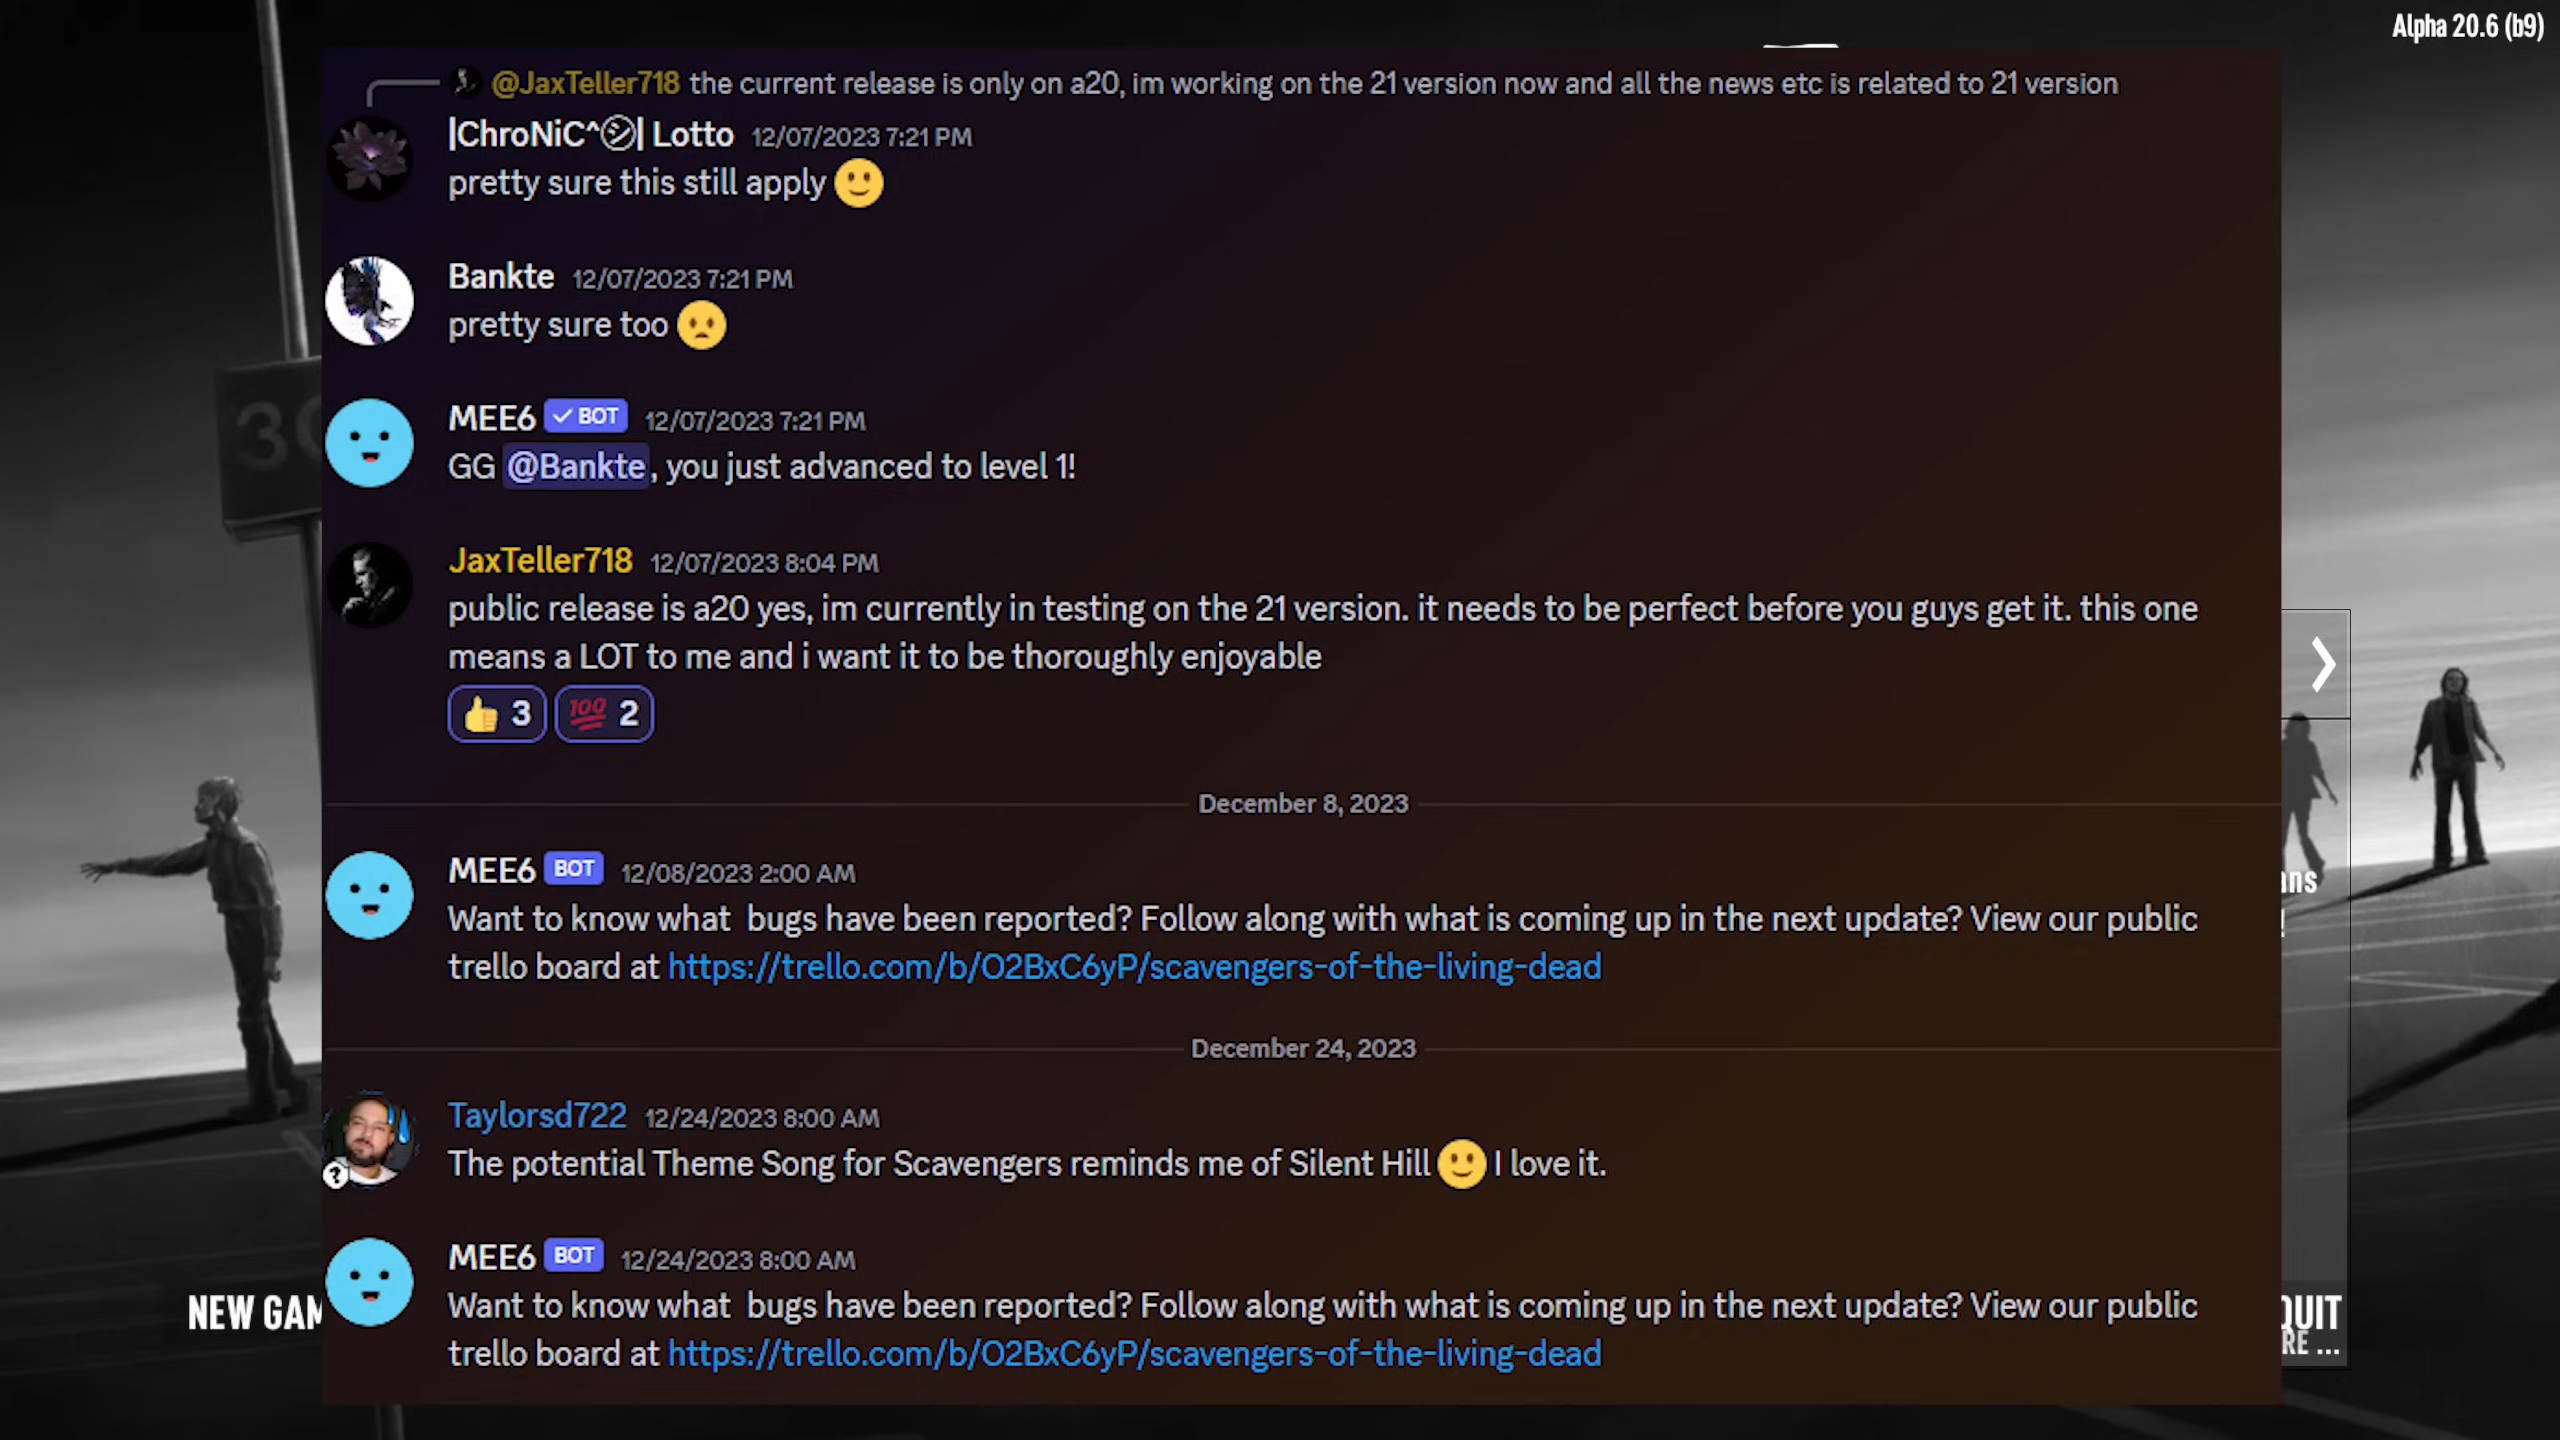 Alpha 20.6 (b9)
@JaxTeller718 the current release is only on a20, im working on the 21 version now and all the news etc is related to 21 version
|ChroNiC^㋛| Lotto 12/07/2023 7:21 PM
pretty sure this still apply 🙂
Bankte 12/07/2023 7:21 PM
pretty sure too 🙁
MEE6 ✓ BOT 12/07/2023 7:21 PM
GG @Bankte, you just advanced to level 1!
JaxTeller718 12/07/2023 8:04 PM
public release is a20 yes, im currently in testing on the 21 version. it needs to be perfect before you guys get it. this one
means a LOT to me and i want it to be thoroughly enjoyable
👍 3 💯 2
December 8, 2023
MEE6 BOT 12/08/2023 2:00 AM
Want to know what  bugs have been reported? Follow along with what is coming up in the next update? View our public
trello board at https://trello.com/b/O2BxC6yP/scavengers-of-the-living-dead
December 24, 2023
Taylorsd722 12/24/2023 8:00 AM
The potential Theme Song for Scavengers reminds me of Silent Hill 🙂 I love it.
MEE6 BOT 12/24/2023 8:00 AM
Want to know what  bugs have been reported? Follow along with what is coming up in the next update? View our public
trello board at https://trello.com/b/O2BxC6yP/scavengers-of-the-living-dead
NEW GAM
QUIT